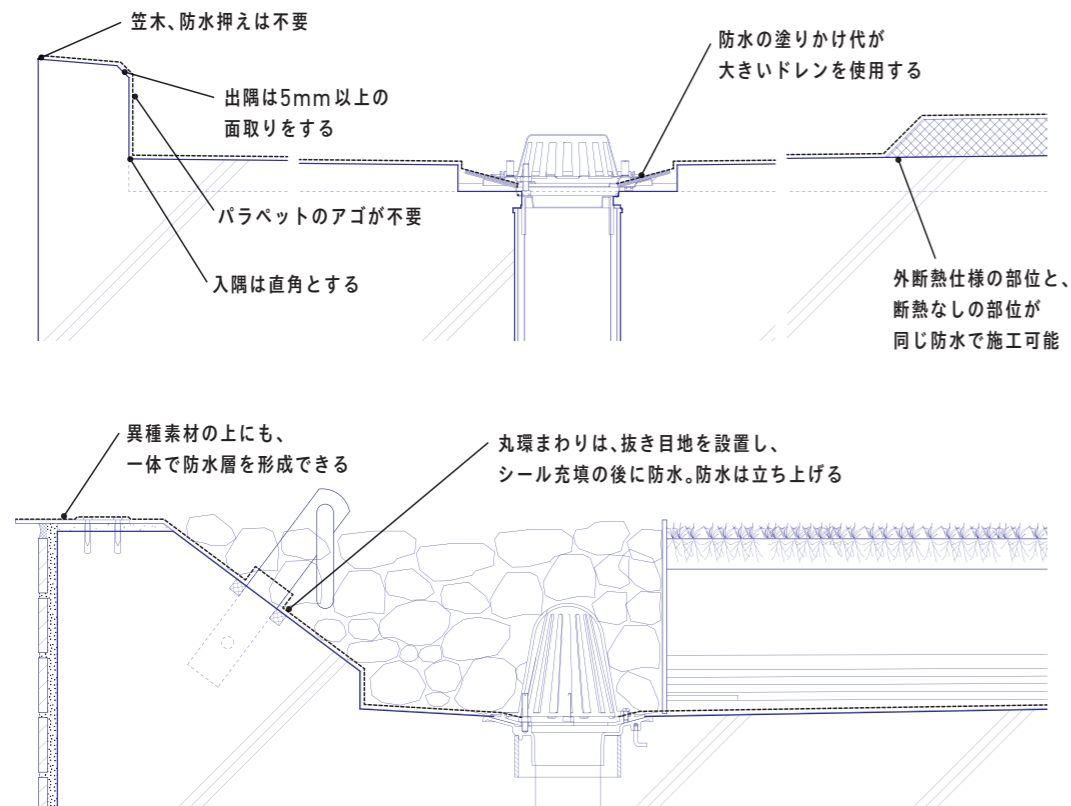 笠木、防水押えは不要
防水の塗りかけ代が
大きいドレンを使用する
出隅は5mm以上の
面取りをする
パラペットのアゴが不要
入隅は直角とする
外断熱仕様の部位と、
断熱なしの部位が
同じ防水で施工可能
異種素材の上にも、
一体で防水層を形成できる
丸環まわりは、抜き目地を設置し、
シール充填の後に防水。防水は立ち上げる